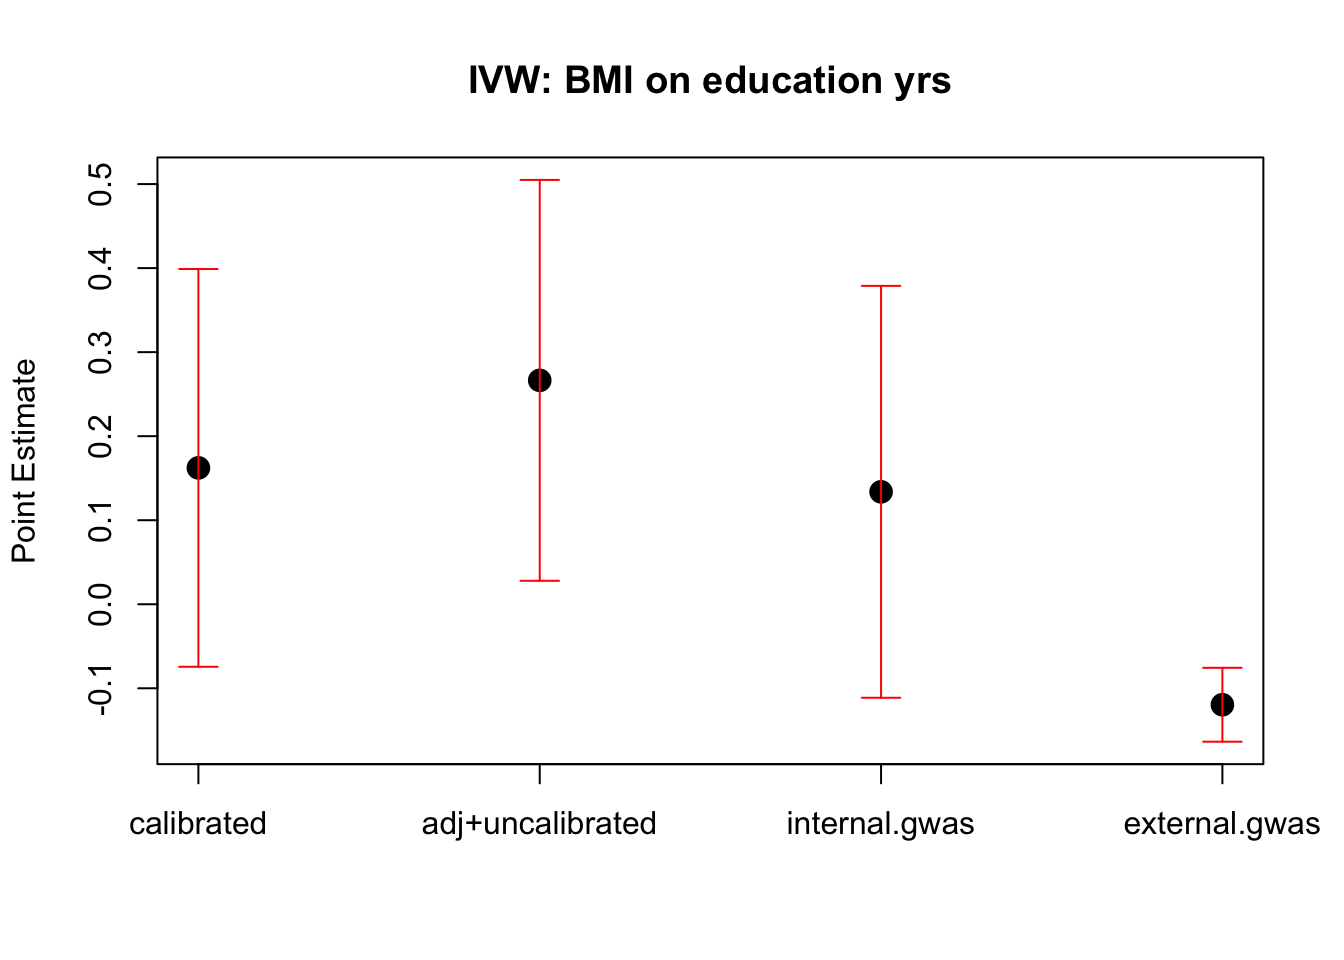 IVW: BMI on education yrs
Point Estimate
0.5
0.4
0.3
0.2
0.1
0.0
-0.1
calibrated
adj+uncalibrated
internal.gwas
external.gwas